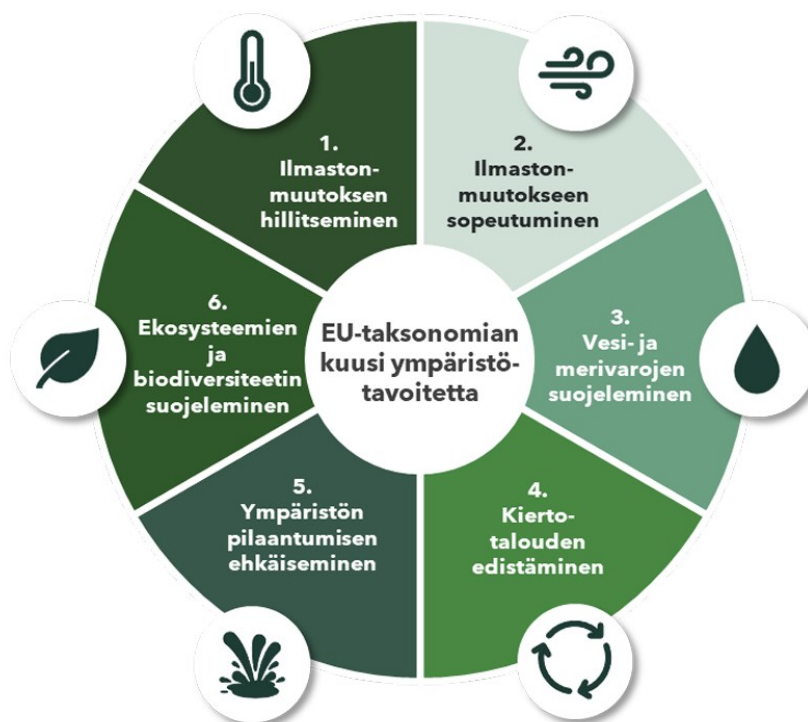 EU-taksonomian
kuusi ympäristö-
tavoitetta
1.
Ilmaston-
muutoksen
hillitseminen
2.
Ilmaston-
muutokseen
sopeutuminen
3.
Vesi- ja
merivarojen
suojeleminen
4.
Kierto-
talouden
edistäminen
5.
Ympäristön
pilaantumisen
ehkäiseminen
6.
Ekosysteemien
ja
biodiversiteetin
suojeleminen